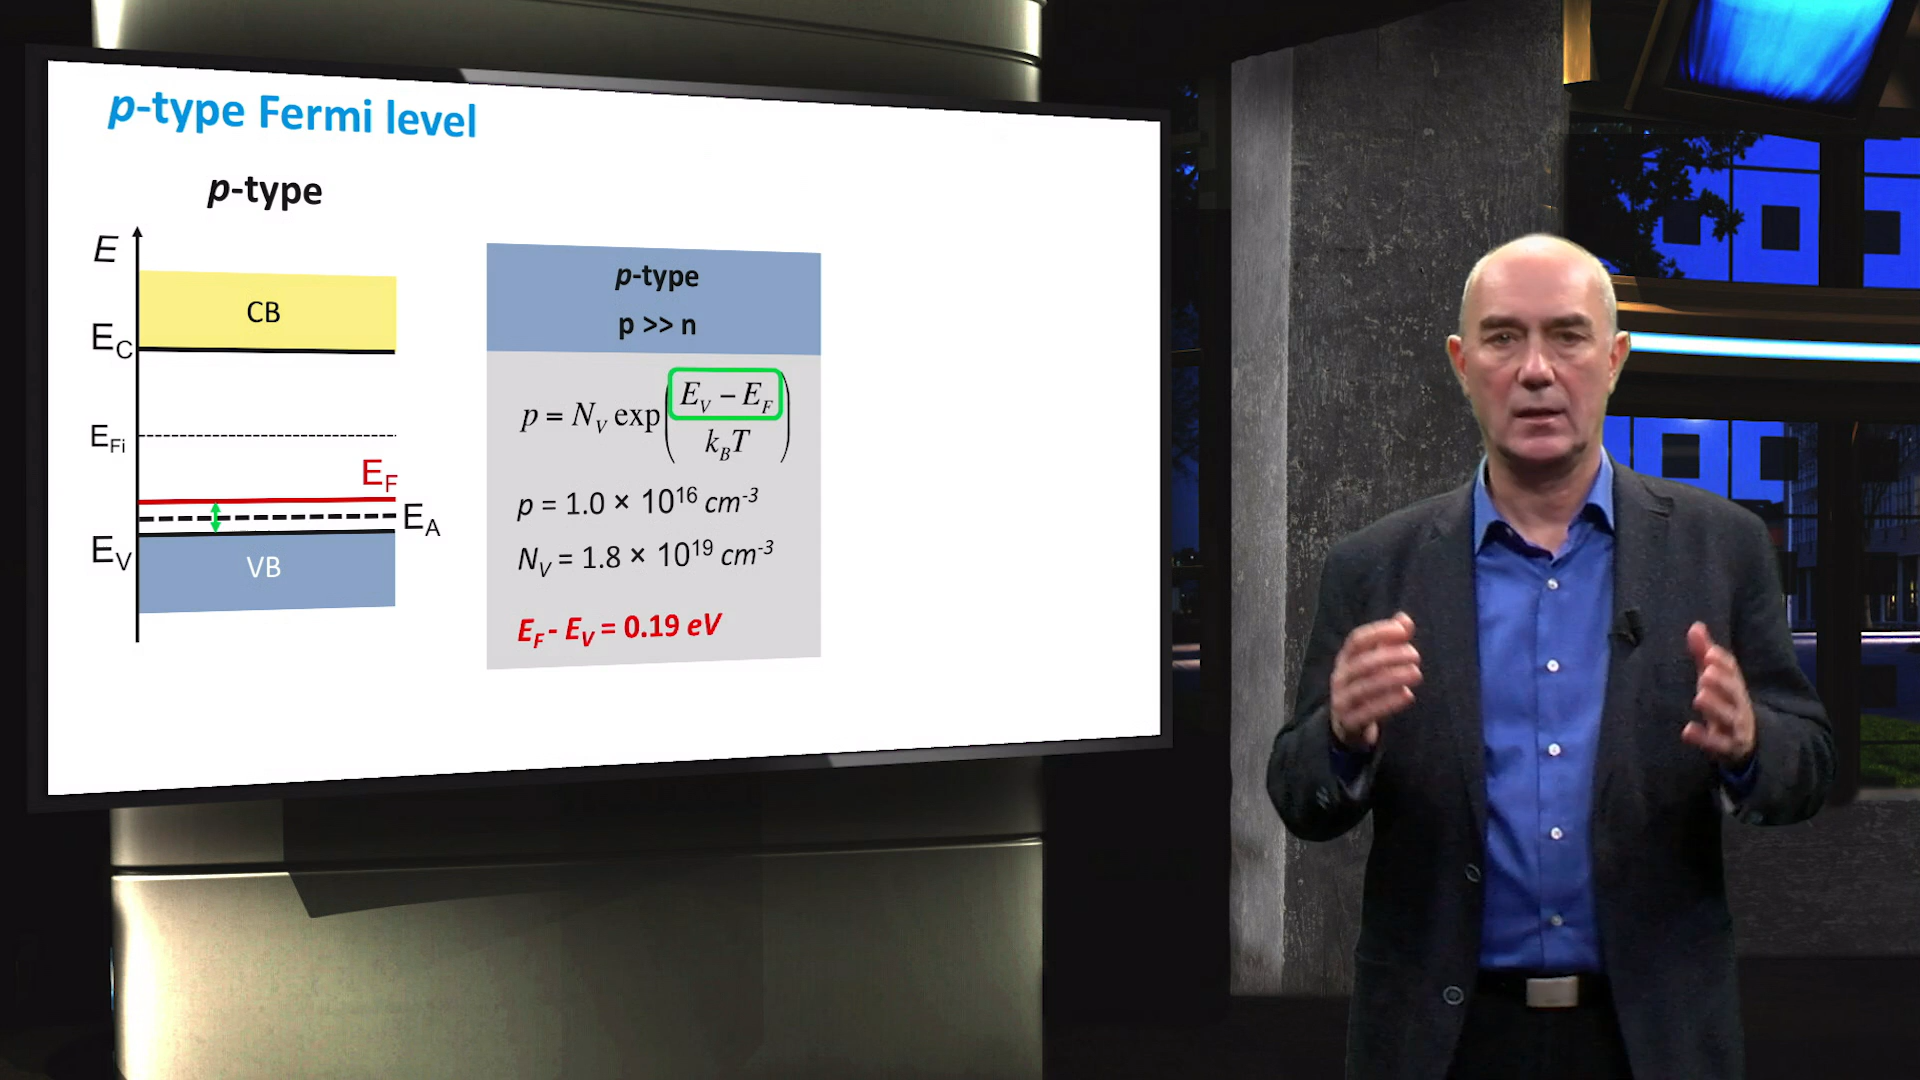 p-type Fermi level
p-type
E
CB
E_C
E_Fi
E_F
E_A
E_V
VB
p-type
p >> n
p = N_V exp((E_V − E_F) / k_B T)
p = 1.0 × 10^16 cm^-3
N_V = 1.8 × 10^19 cm^-3
E_F - E_V = 0.19 eV